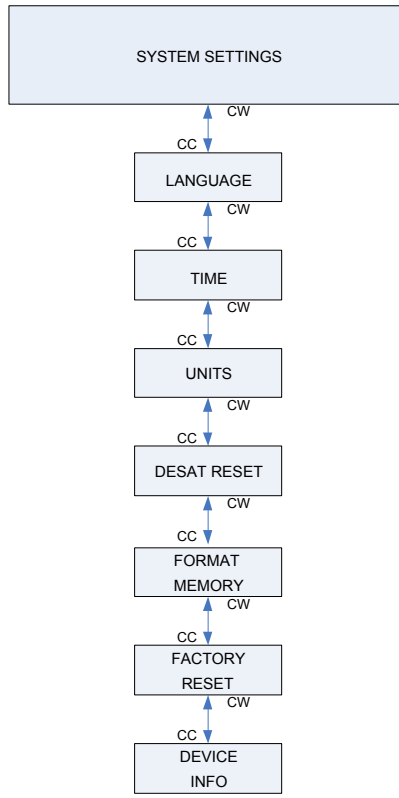 SYSTEM SETTINGS
CW
CC
LANGUAGE
CW
CC
TIME
CW
CC
UNITS
CW
CC
DESAT RESET
CW
CC
FORMAT
MEMORY
CW
CC
FACTORY
RESET
CW
CC
DEVICE
INFO